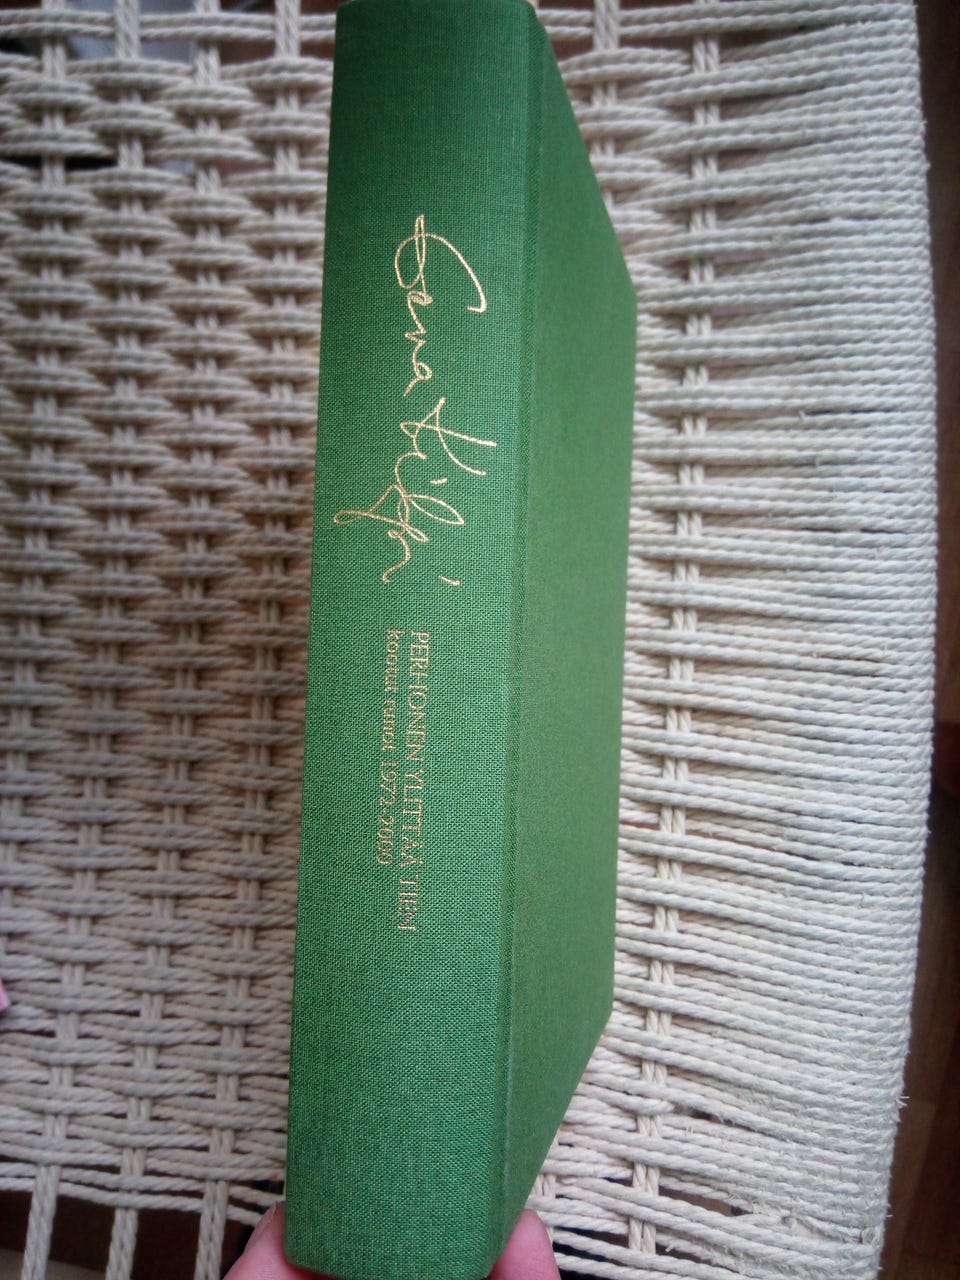 Eeva Kilpi
PERHONEN YLITTÄÄ TIEN
kootut runot 1972-2000